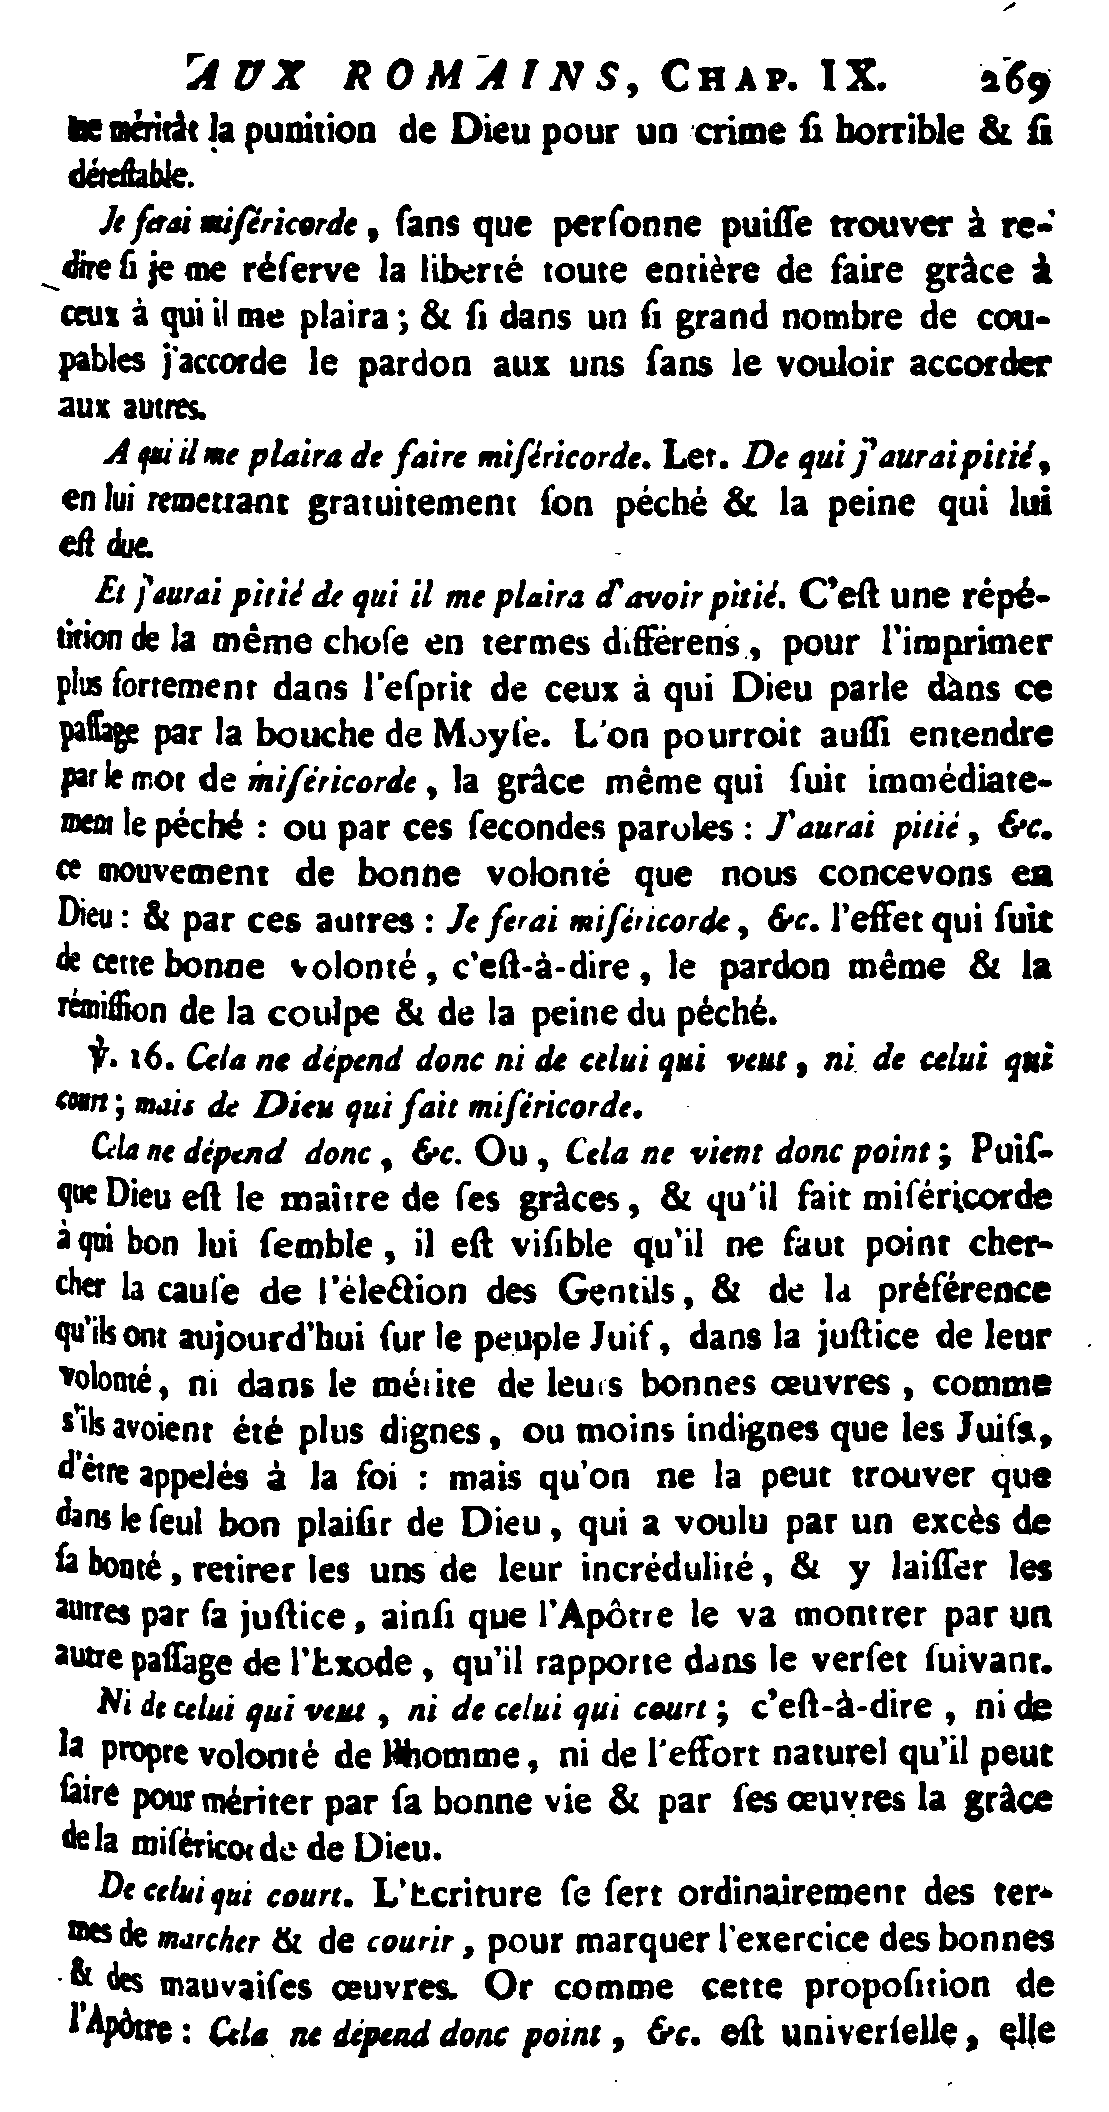 AUX ROMAINS, CHAP. IX. 269
ne méritât la punition de Dieu pour un crime ſi horrible & ſi
déteſtable.
Je ferai miſéricorde, ſans que perſonne puiſſe trouver à re-
dire ſi je me réſerve la liberté toute entière de faire grâce à
ceux à qui il me plaira ; & ſi dans un ſi grand nombre de cou-
pables j'accorde le pardon aux uns ſans le vouloir accorder
aux autres.
A qui il me plaira de faire miſéricorde. Let. De qui j'aurai pitié,
en lui remettant gratuitement ſon péché & la peine qui lui
eſt due.
Et j'aurai pitié de qui il me plaira d'avoir pitié. C'eſt une répé-
tition de la même choſe en termes différens, pour l'imprimer
plus fortement dans l'eſprit de ceux à qui Dieu parle dans ce
paſſage par la bouche de Moyſe. L'on pourroit auſſi entendre
par le mot de miſéricorde, la grâce même qui ſuit immédiate-
ment le péché : ou par ces ſecondes paroles : J'aurai pitié, &c.
ce mouvement de bonne volonté que nous concevons en
Dieu : & par ces autres : Je ferai miſéricorde, &c. l'effet qui ſuit
de cette bonne volonté, c'eſt-à-dire, le pardon même & la
rémiſſion de la coulpe & de la peine du péché.
℣. 16. Cela ne dépend donc ni de celui qui veut, ni de celui qui
court ; mais de Dieu qui fait miſéricorde.
Cela ne dépend donc, &c. Ou, Cela ne vient donc point ; Puiſ-
que Dieu eſt le maître de ſes grâces, & qu'il fait miſéricorde
à qui bon lui ſemble, il eſt viſible qu'il ne faut point cher-
cher la cauſe de l'élection des Gentils, & de la préférence
qu'ils ont aujourd'hui ſur le peuple Juif, dans la juſtice de leur
volonté, ni dans le mérite de leurs bonnes œuvres, comme
s'ils avoient été plus dignes, ou moins indignes que les Juifs,
d'être appelés à la foi : mais qu'on ne la peut trouver que
dans le ſeul bon plaiſir de Dieu, qui a voulu par un excès de
ſa bonté, retirer les uns de leur incrédulité, & y laiſſer les
autres par ſa juſtice, ainſi que l'Apôtre le va montrer par un
autre paſſage de l'Exode, qu'il rapporte dans le verſet ſuivant.
Ni de celui qui veut, ni de celui qui court ; c'eſt-à-dire, ni de
la propre volonté de l'homme, ni de l'effort naturel qu'il peut
faire pour mériter par ſa bonne vie & par ſes œuvres la grâce
de la miſéricorde de Dieu.
De celui qui court. L'Ecriture ſe ſert ordinairement des ter-
mes de marcher & de courir, pour marquer l'exercice des bonnes
& des mauvaiſes œuvres. Or comme cette propoſition de
l'Apôtre : Cela ne dépend donc point, &c. eſt univerſelle, elle